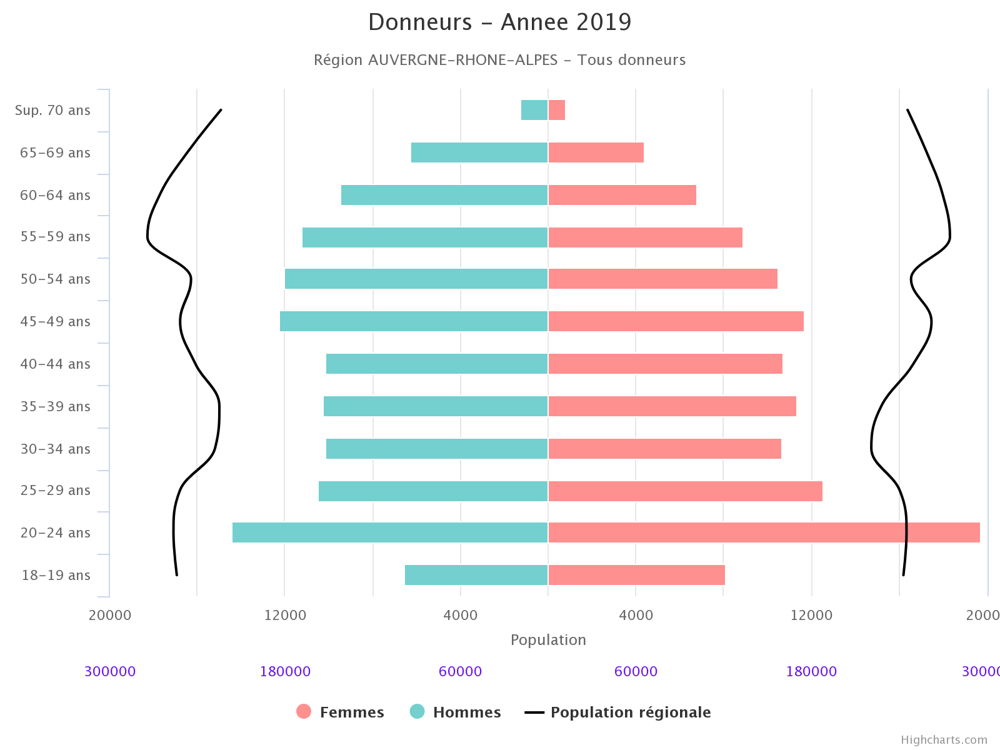 Donneurs - Annee 2019
Région AUVERGNE-RHONE-ALPES - Tous donneurs
Sup. 70 ans
65-69 ans
60-64 ans
55-59 ans
50-54 ans
45-49 ans
40-44 ans
35-39 ans
30-34 ans
25-29 ans
20-24 ans
18-19 ans
20000 12000 4000 4000 12000 2000
Population
300000 180000 60000 60000 180000 3000
Femmes Hommes Population régionale
Highcharts.com